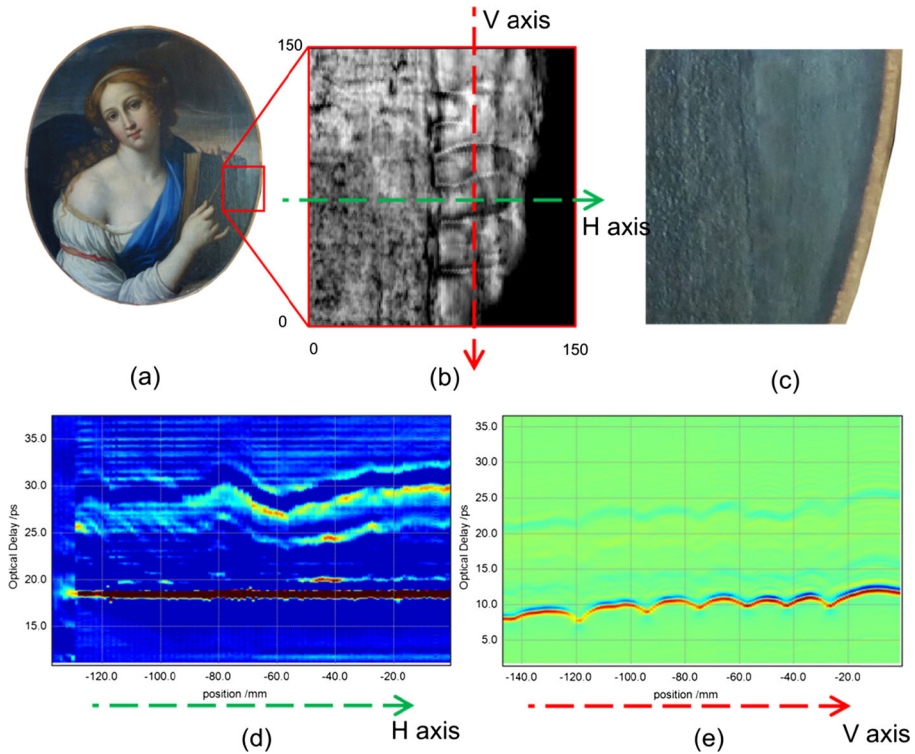 V axis
150
H axis
0
0
150
(a)
(b)
(c)
35.0
30.0
25.0
20.0
15.0
Optical Delay /ps
-120.0
-100.0
-80.0
-60.0
-40.0
-20.0
position /mm
H axis
(d)
35.0
30.0
25.0
20.0
15.0
10.0
5.0
Optical Delay /ps
-140.0
-120.0
-100.0
-80.0
-60.0
-40.0
-20.0
position /mm
V axis
(e)